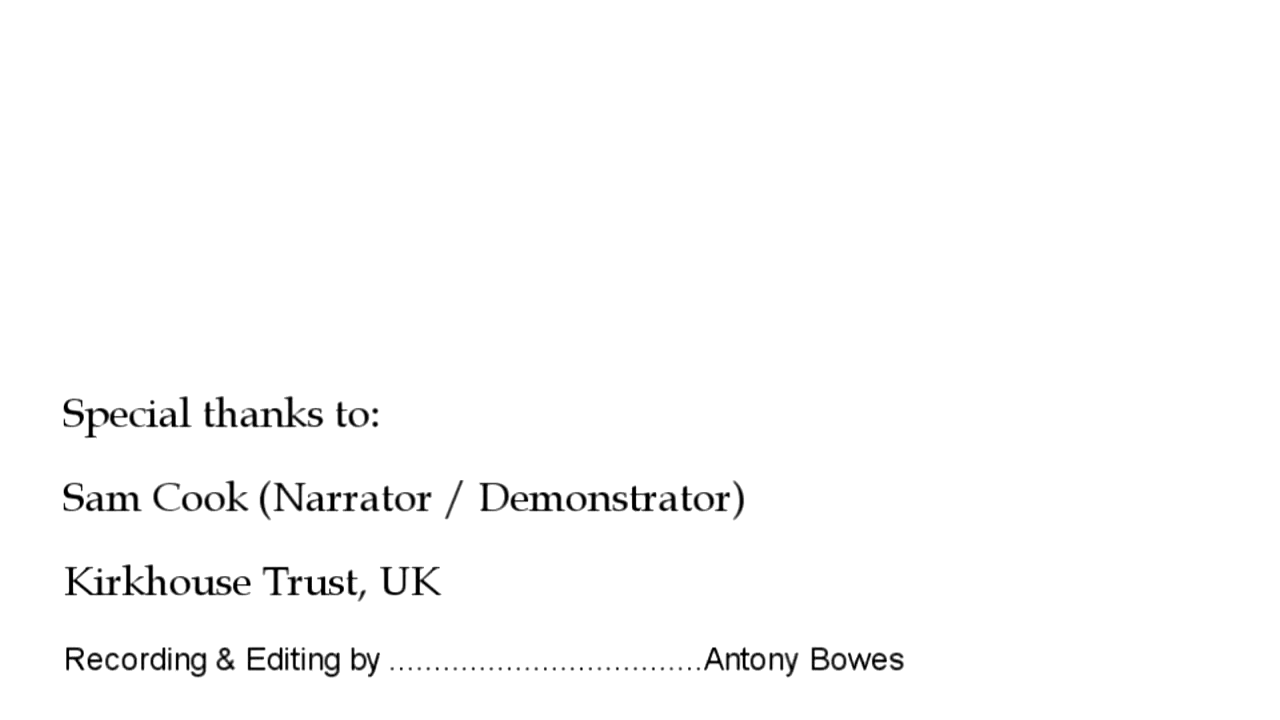 Special thanks to:
Sam Cook (Narrator / Demonstrator)
Kirkhouse Trust, UK
Recording & Editing by ...................................Antony Bowes